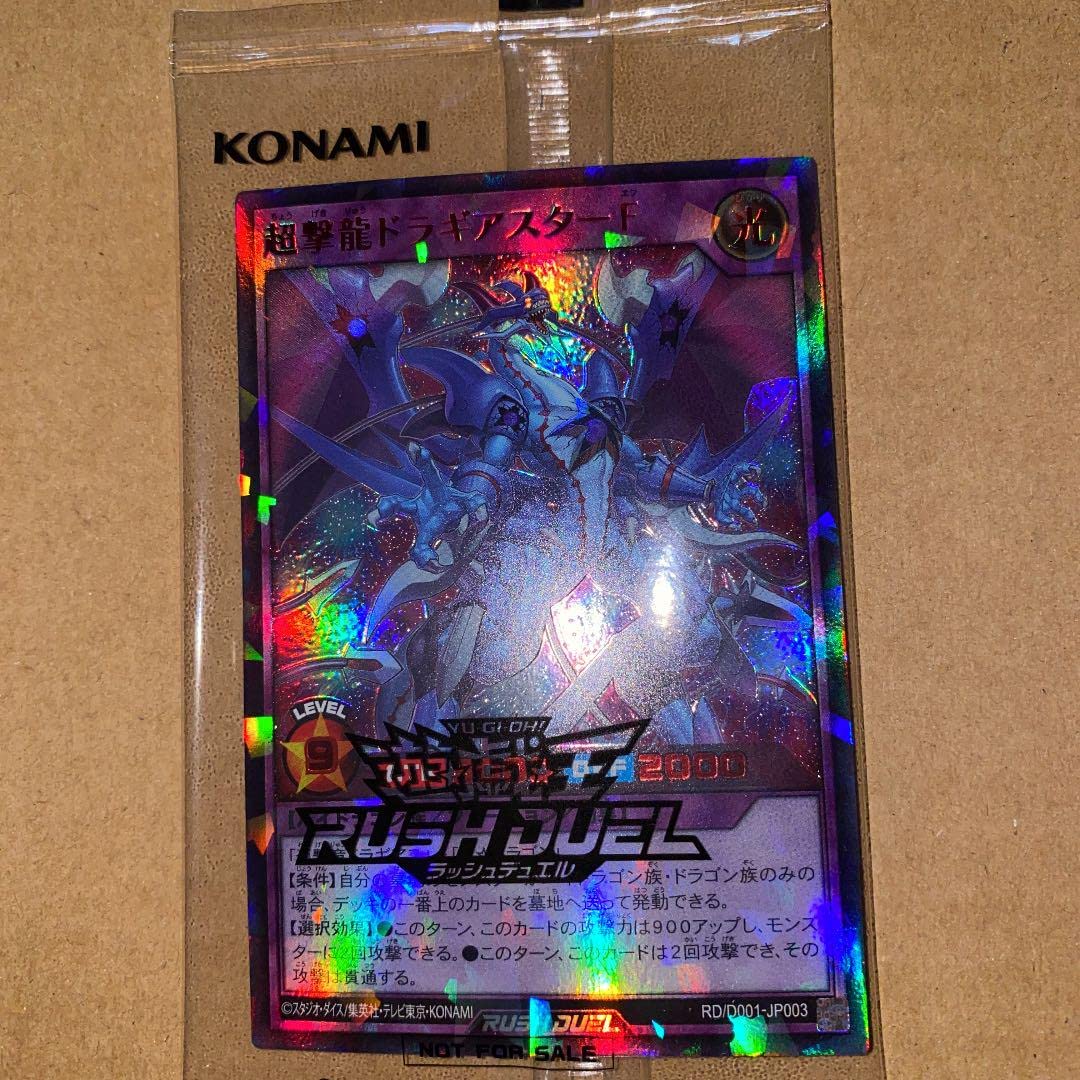 KONAMI
超撃龍ドラギアスターF
光
LEVEL
9
YU-GI-OH!
遊戯王
2000
RUSH DUEL
ラッシュデュエル
【条件】自分の
ラゴン族・ドラゴン族のみの
場合、デッキの一番上のカードを墓地へ送って発動できる。
【選択効果】●このターン、このカードの攻撃力は900アップし、モンス
ターに2回攻撃できる。●このターン、このカードは2回攻撃でき、その
攻撃は貫通する。
©スタジオ・ダイス/集英社・テレビ東京・KONAMI
RUSH DUEL
RD/D001-JP003
NOT FOR SALE